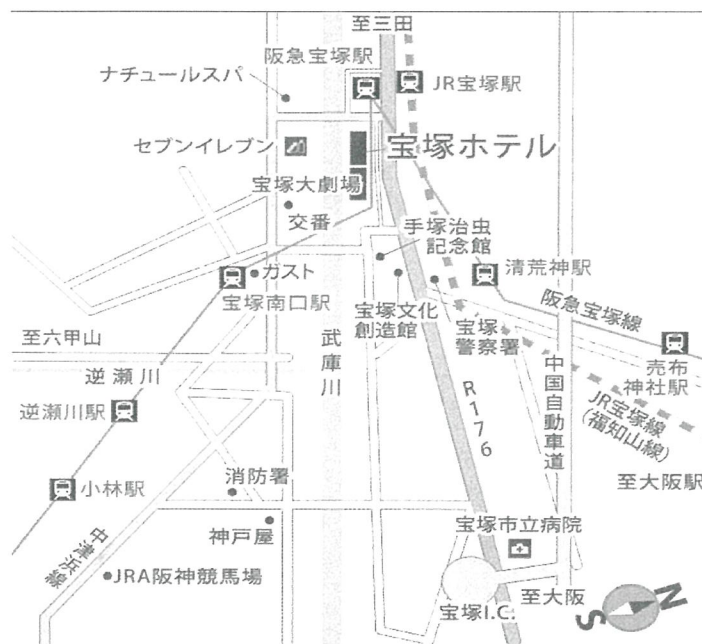 至三田
阪急宝塚駅
JR宝塚駅
ナチュールスパ
セブンイレブン
宝塚ホテル
宝塚大劇場
交番
手塚治虫
記念館
ガスト
清荒神駅
宝塚南口駅
宝塚文化
創造館
宝塚
警察署
阪急宝塚線
至六甲山
武庫川
売布
神社駅
逆瀬川
中国自動車道
R176
JR宝塚線
(福知山線)
逆瀬川駅
至大阪駅
小林駅
消防署
神戸屋
宝塚市立病院
中津浜線
JRA阪神競馬場
宝塚I.C.
至大阪
N
S